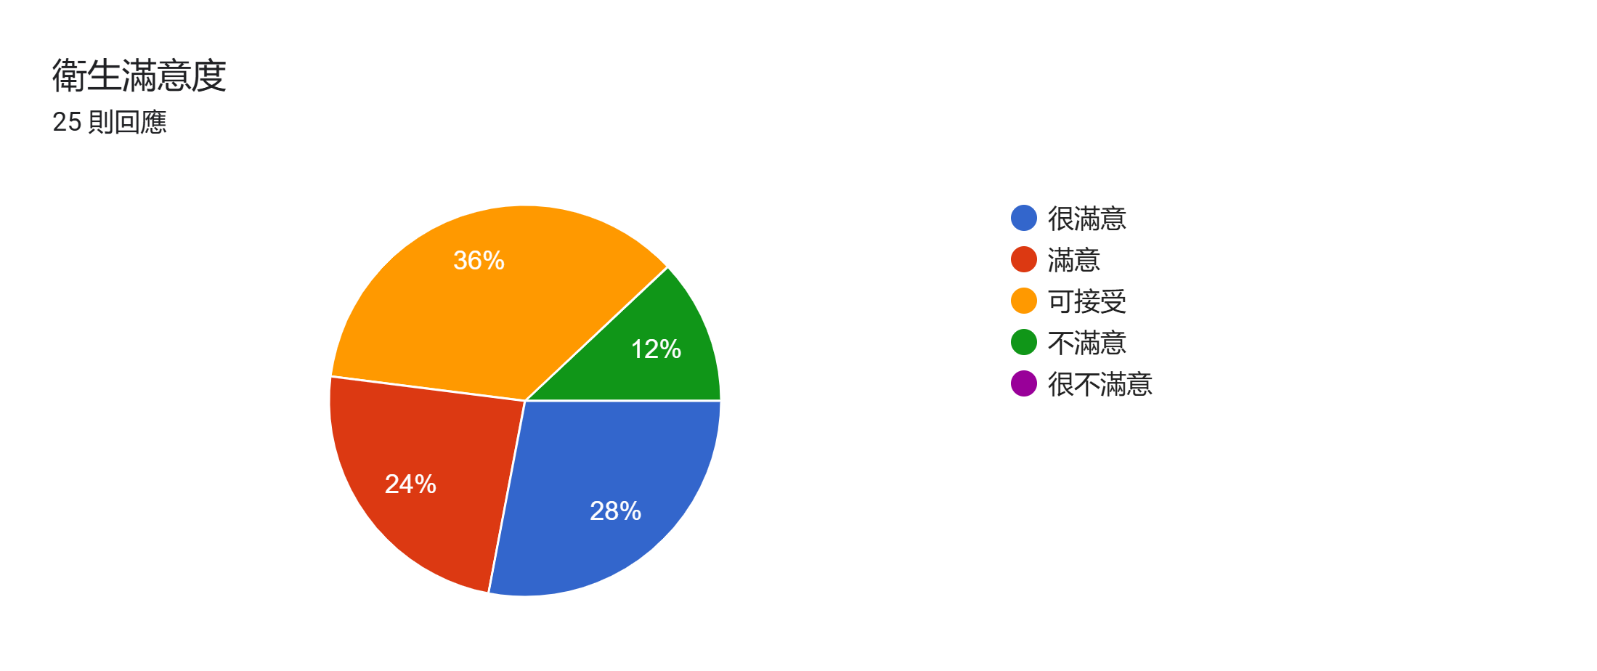 衛生滿意度
25 則回應
36%
12%
24%
28%
很滿意
滿意
可接受
不滿意
很不滿意